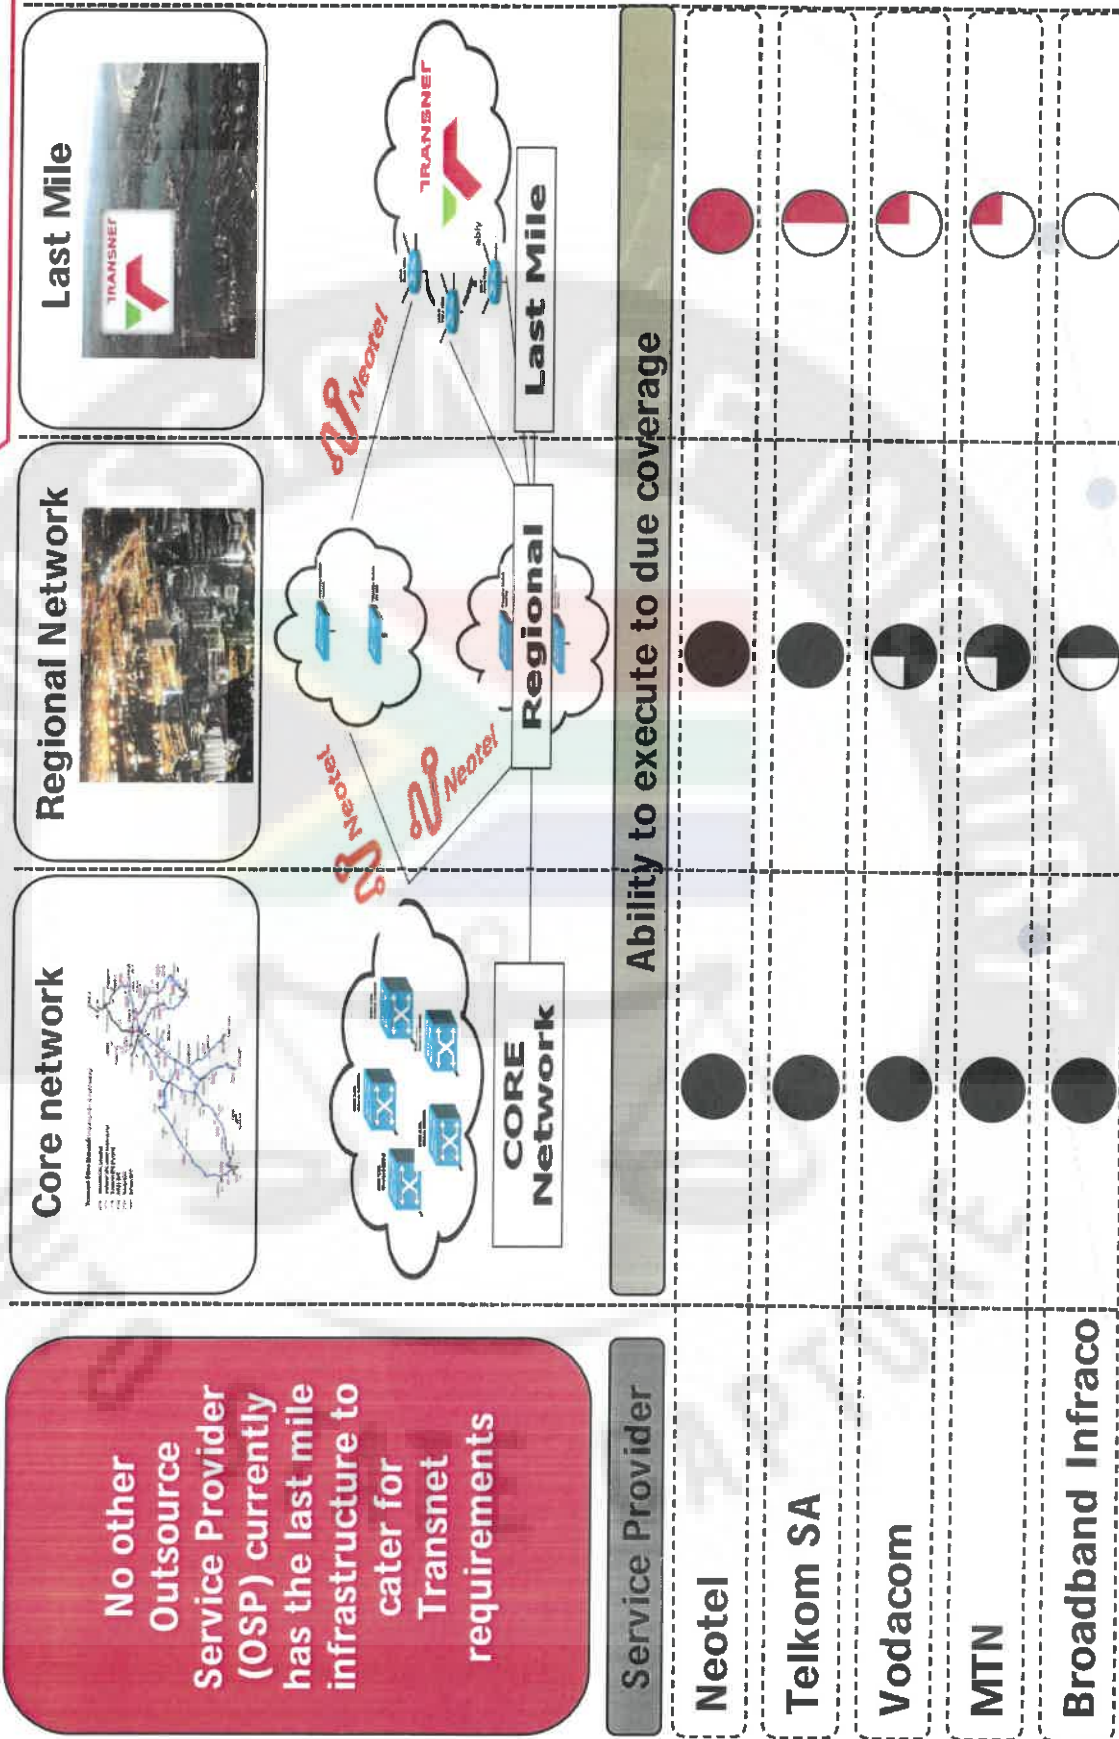 No other
Outsource
Service Provider
(OSP) currently
has the last mile
infrastructure to
cater for
Transnet
requirements
Core network
Regional Network
Last Mile
TRANSNET
Neotel
Neotel
Neotel
TRANSNET
CORE
Network
Regional
Last Mile
Service Provider
Ability to execute to due coverage
Neotel
Telkom SA
Vodacom
MTN
Broadband Infraco
CAPTURE